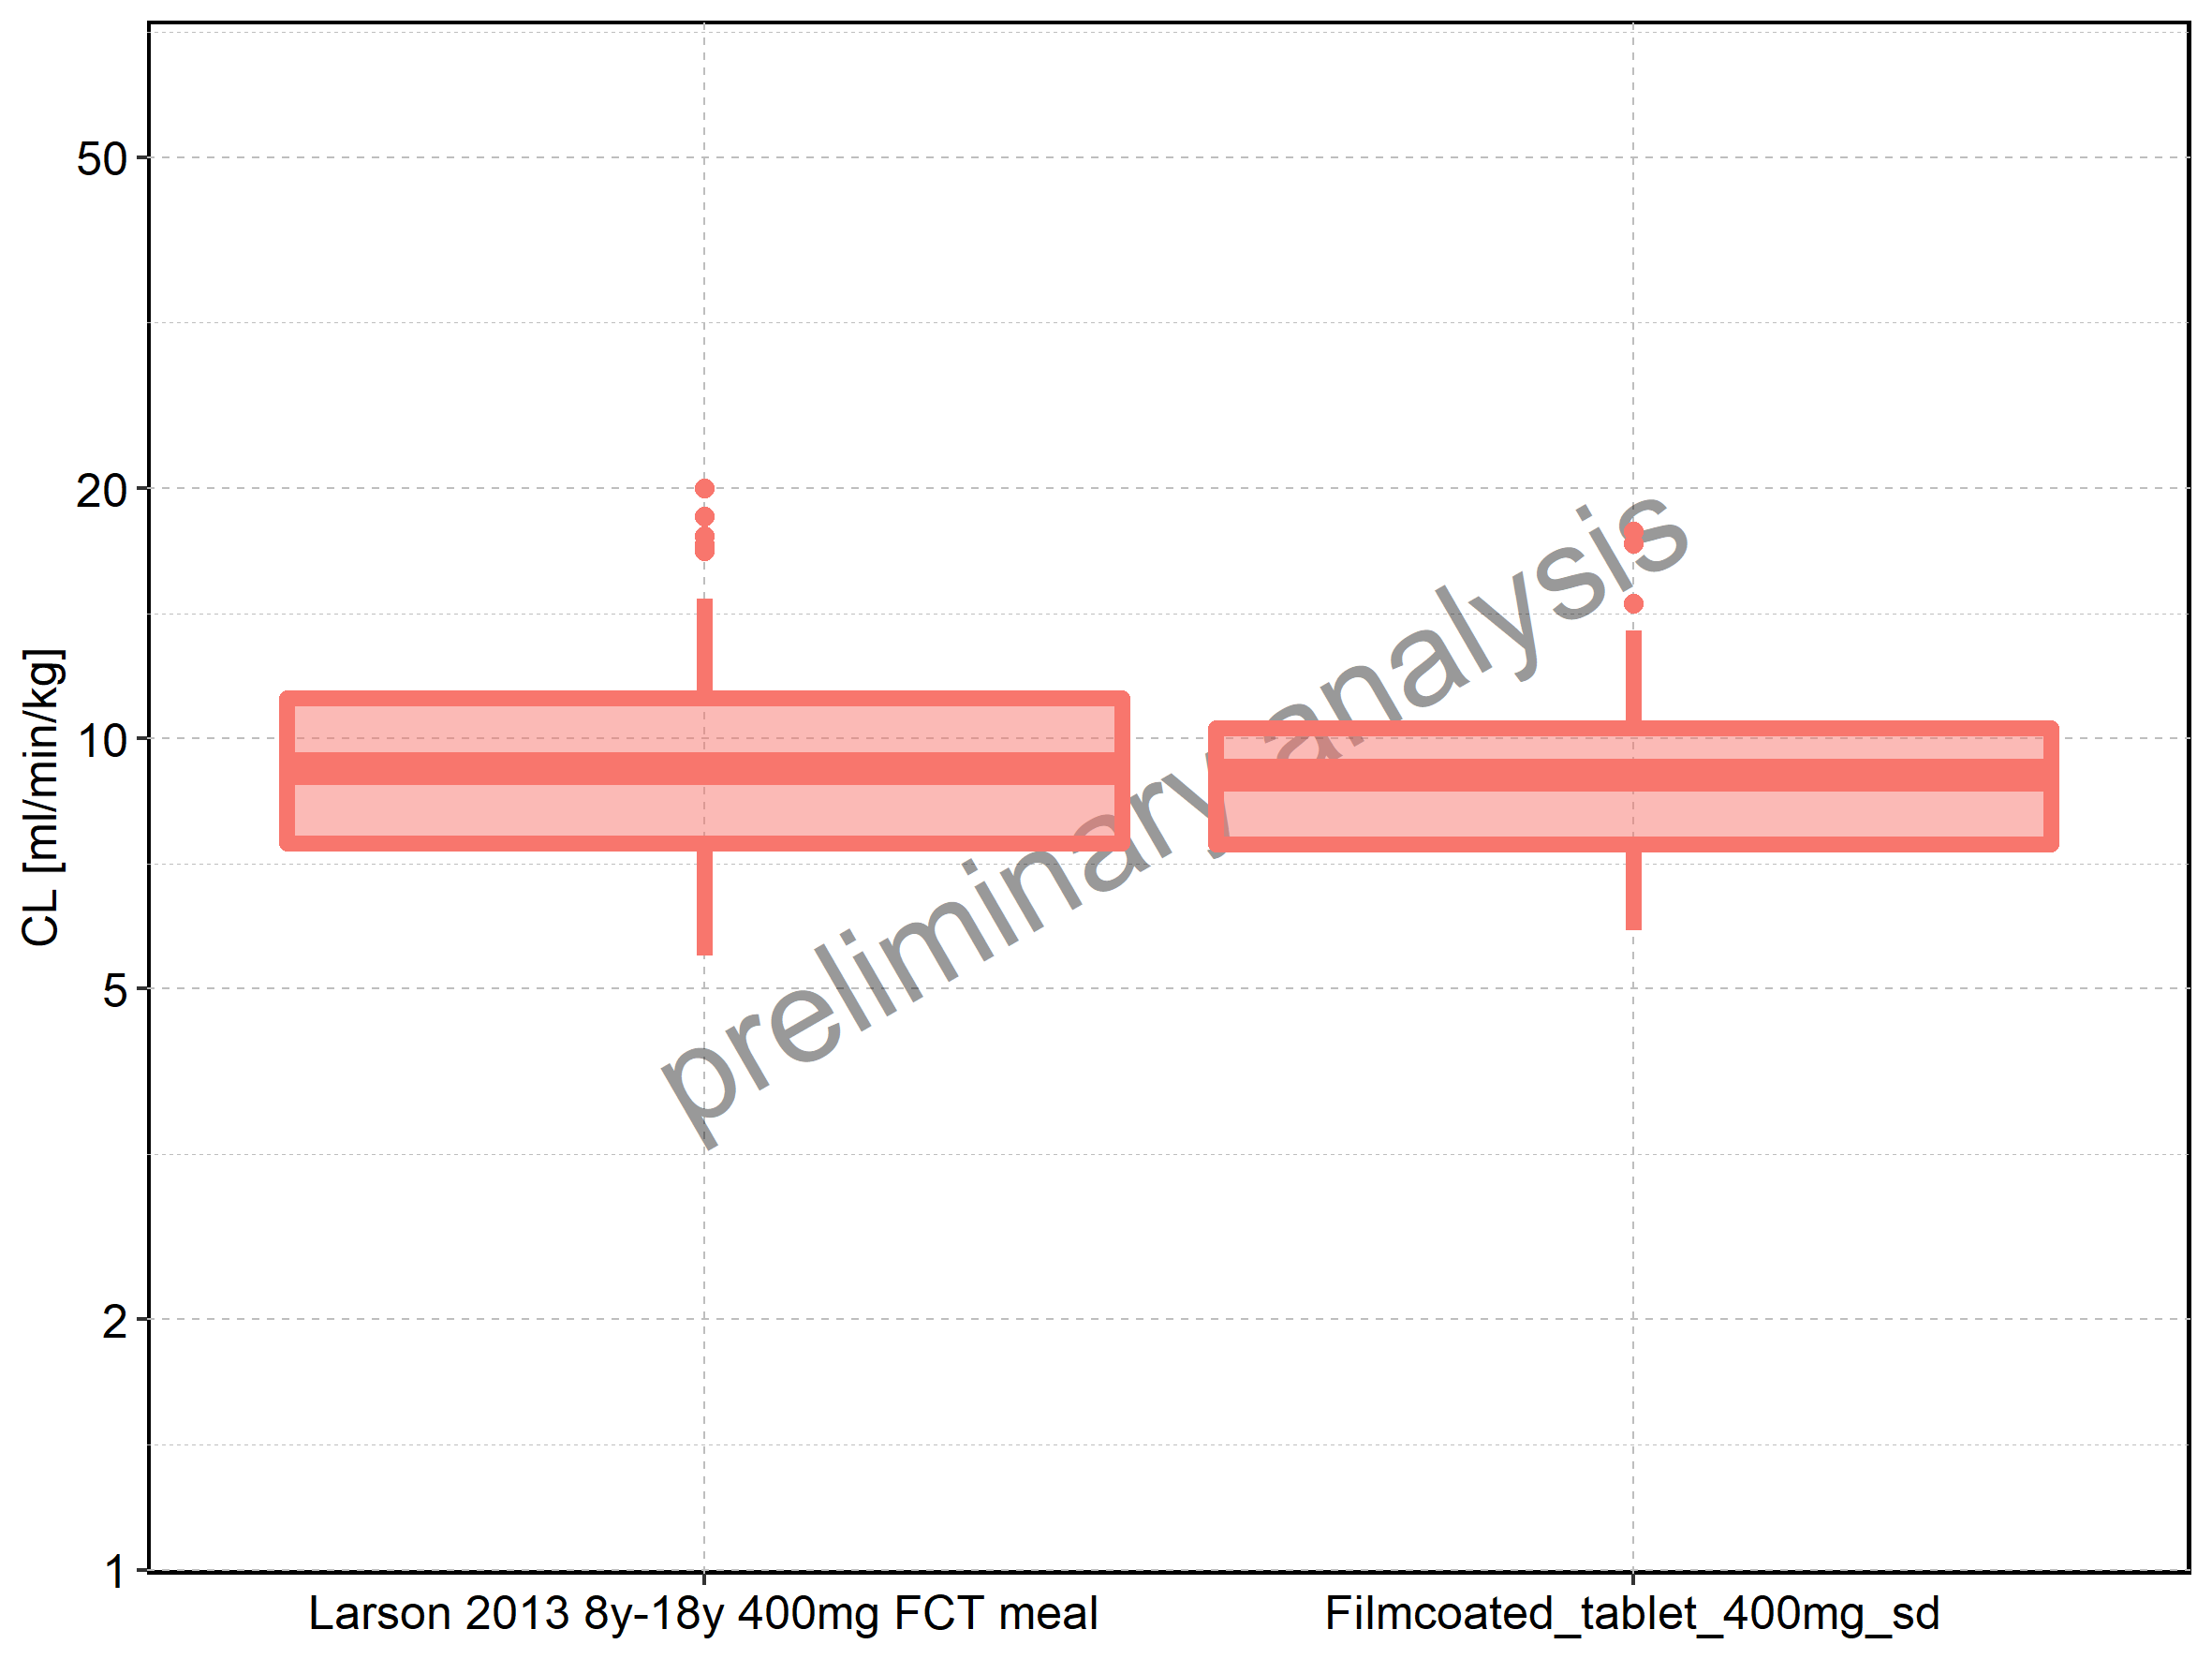 CL [ml/min/kg]
50
20
10
5
2
1
preliminary analysis
Larson 2013 8y-18y 400mg FCT meal
Filmcoated_tablet_400mg_sd